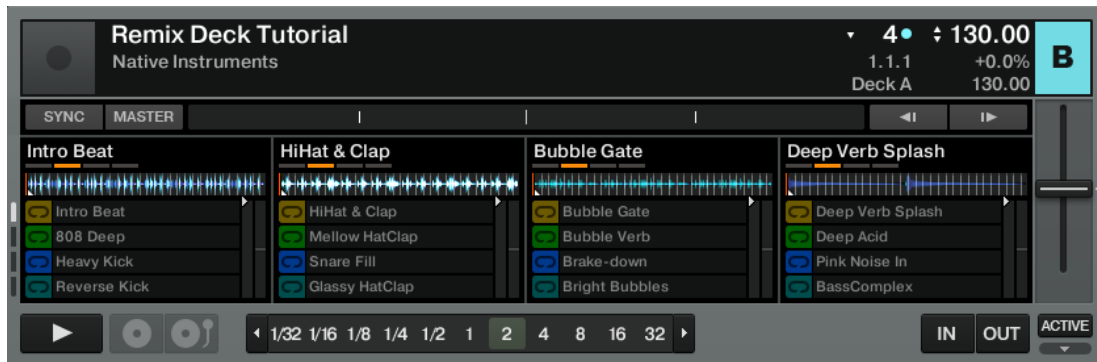 Remix Deck Tutorial 4 130.00 B
Native Instruments 1.1.1 +0.0%
Deck A 130.00
SYNC MASTER
Intro Beat HiHat & Clap Bubble Gate Deep Verb Splash
Intro Beat HiHat & Clap Bubble Gate Deep Verb Splash
808 Deep Mellow HatClap Bubble Verb Deep Acid
Heavy Kick Snare Fill Brake-down Pink Noise In
Reverse Kick Glassy HatClap Bright Bubbles BassComplex
1/32 1/16 1/8 1/4 1/2 1 2 4 8 16 32 IN OUT ACTIVE